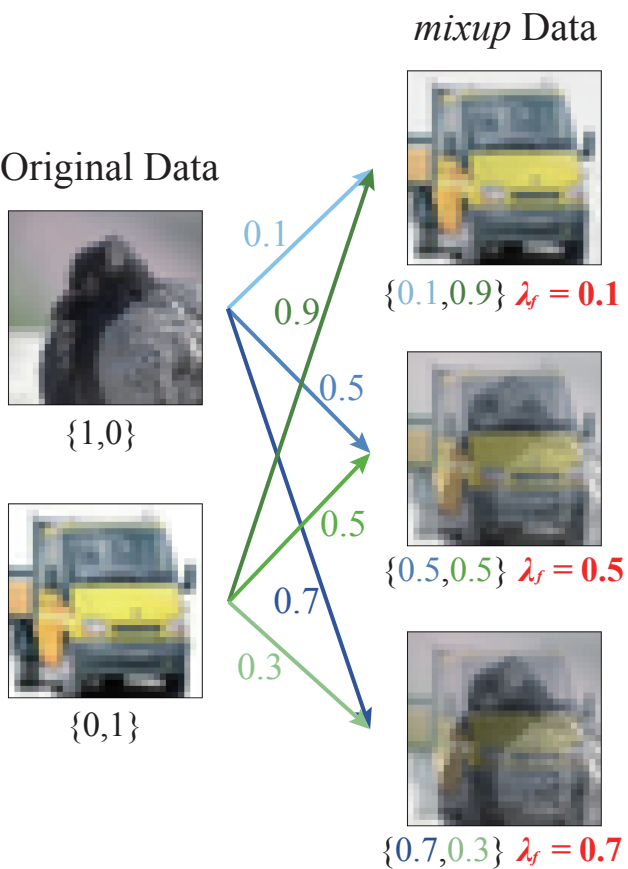 mixup Data
Original Data
0.1
{0.1,0.9} λf = 0.1
0.9
0.5
{1,0}
0.5
{0.5,0.5} λf = 0.5
0.7
0.3
{0,1}
{0.7,0.3} λf = 0.7